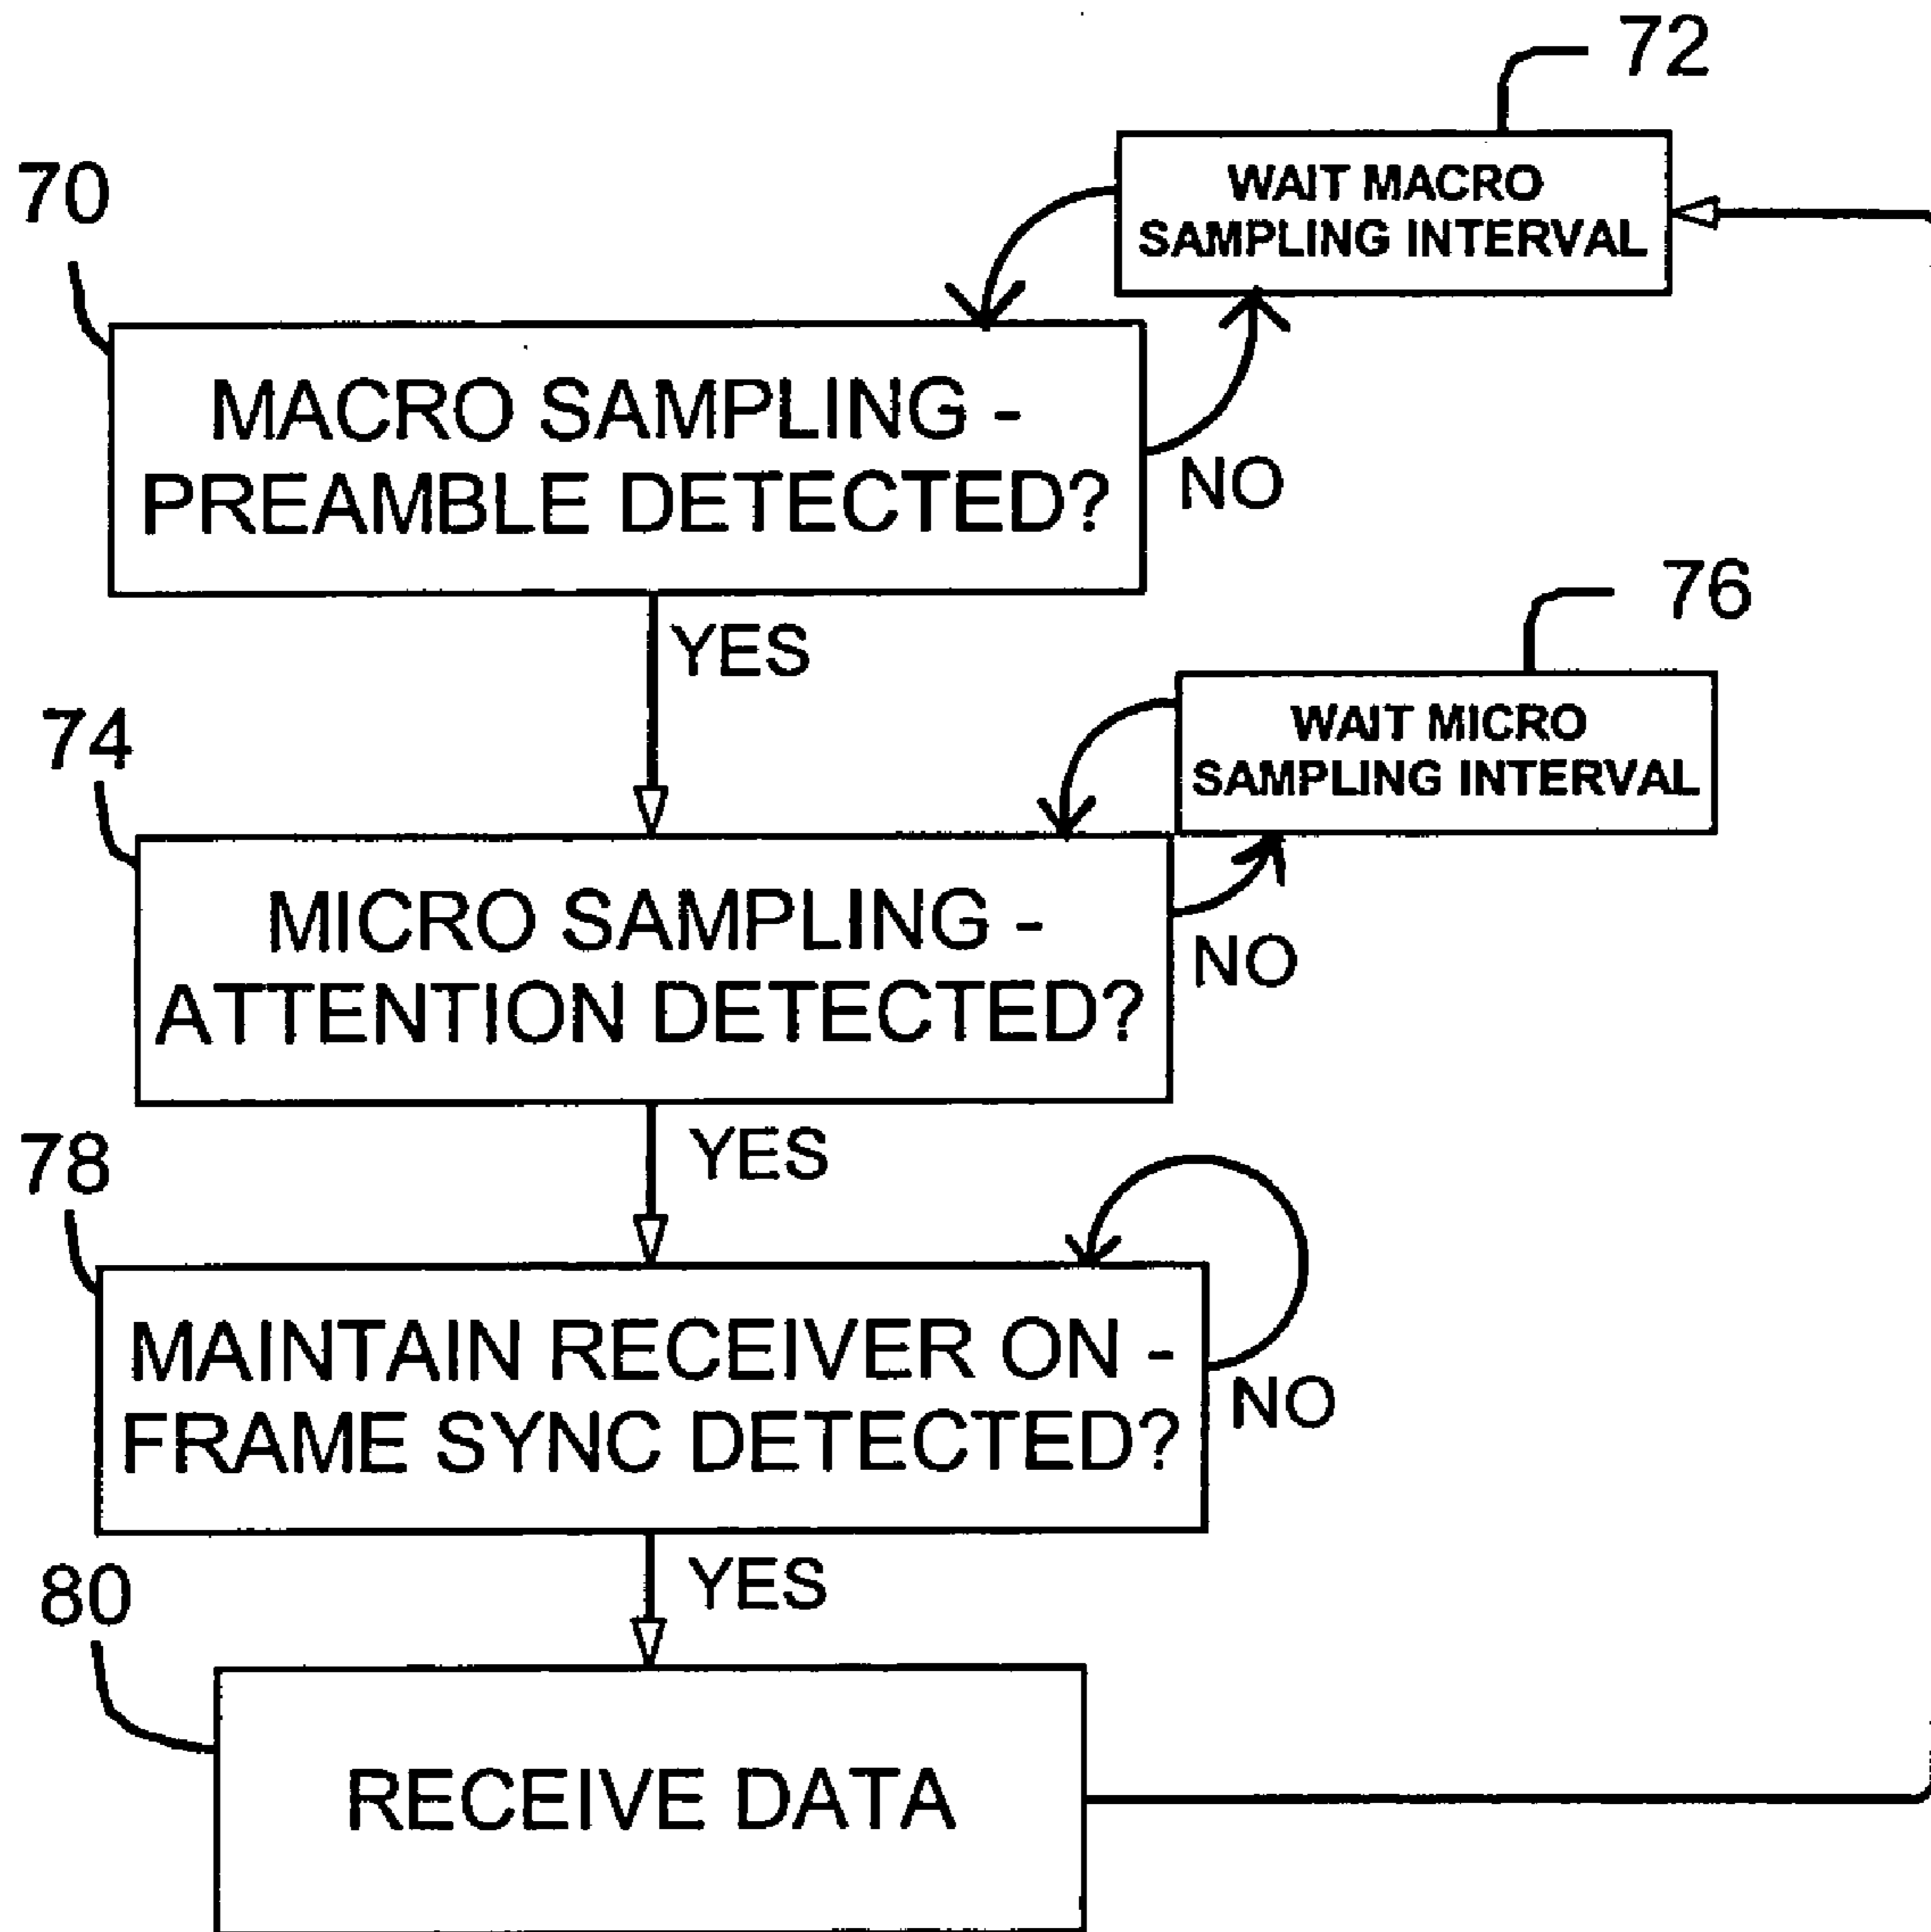 72
WAIT MACRO
SAMPLING INTERVAL
70
MACRO SAMPLING -
PREAMBLE DETECTED?
NO
YES
76
WAIT MICRO
SAMPLING INTERVAL
74
MICRO SAMPLING -
ATTENTION DETECTED?
NO
YES
78
MAINTAIN RECEIVER ON -
FRAME SYNC DETECTED?
NO
YES
80
RECEIVE DATA